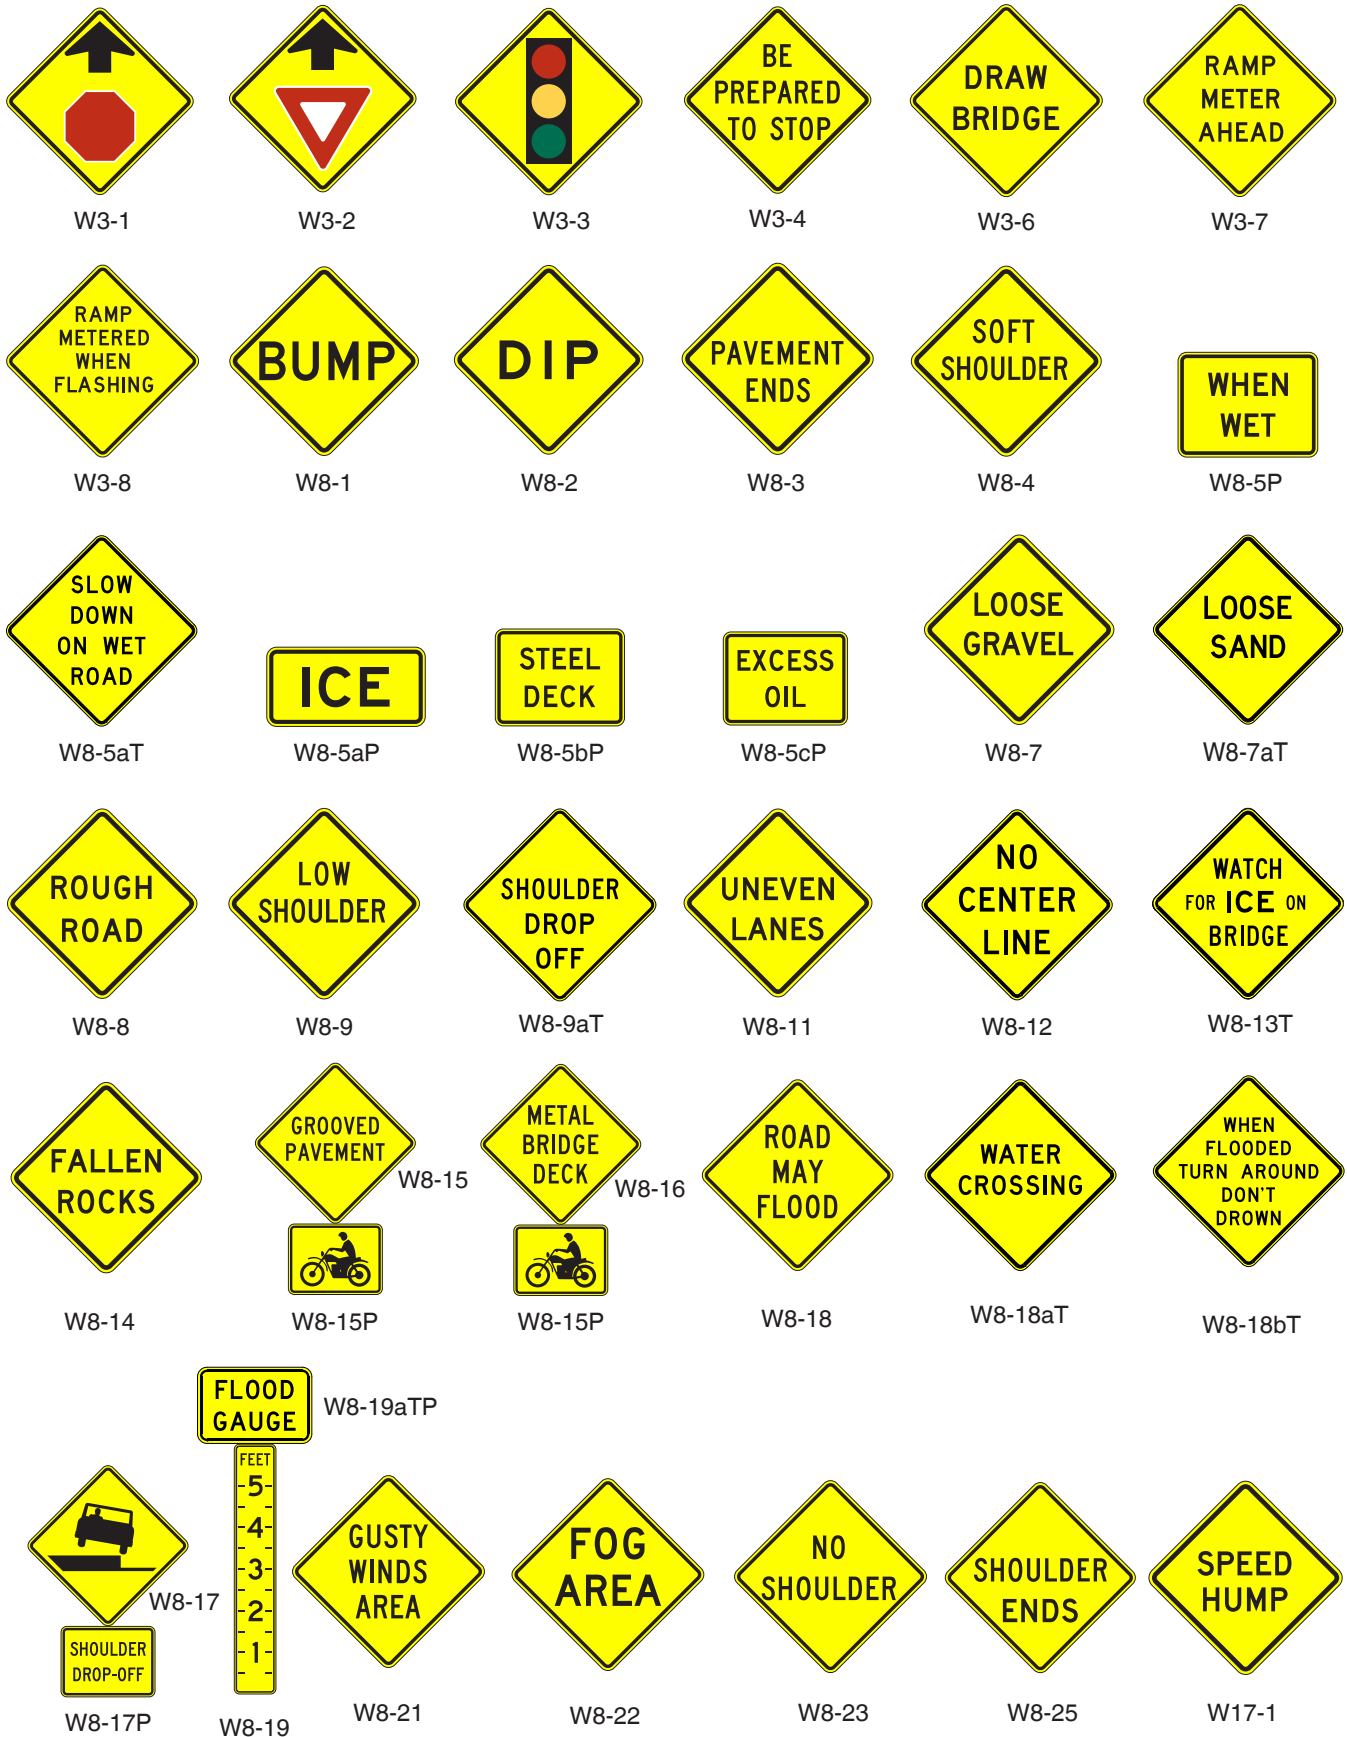 BE
PREPARED
TO STOP
DRAW
BRIDGE
RAMP
METER
AHEAD
W3-1
W3-2
W3-3
W3-4
W3-6
W3-7
RAMP
METERED
WHEN
FLASHING
BUMP
DIP
PAVEMENT
ENDS
SOFT
SHOULDER
WHEN
WET
W3-8
W8-1
W8-2
W8-3
W8-4
W8-5P
SLOW
DOWN
ON WET
ROAD
ICE
STEEL
DECK
EXCESS
OIL
LOOSE
GRAVEL
LOOSE
SAND
W8-5aT
W8-5aP
W8-5bP
W8-5cP
W8-7
W8-7aT
ROUGH
ROAD
LOW
SHOULDER
SHOULDER
DROP
OFF
UNEVEN
LANES
NO
CENTER
LINE
WATCH
FOR ICE ON
BRIDGE
W8-8
W8-9
W8-9aT
W8-11
W8-12
W8-13T
FALLEN
ROCKS
GROOVED
PAVEMENT
W8-15
METAL
BRIDGE
DECK
W8-16
ROAD
MAY
FLOOD
WATER
CROSSING
WHEN
FLOODED
TURN AROUND
DON'T
DROWN
W8-14
W8-15P
W8-15P
W8-18
W8-18aT
W8-18bT
FLOOD
GAUGE
W8-19aTP
FEET
5
4
3
2
1
W8-17
SHOULDER
DROP-OFF
GUSTY
WINDS
AREA
FOG
AREA
NO
SHOULDER
SHOULDER
ENDS
SPEED
HUMP
W8-17P
W8-19
W8-21
W8-22
W8-23
W8-25
W17-1